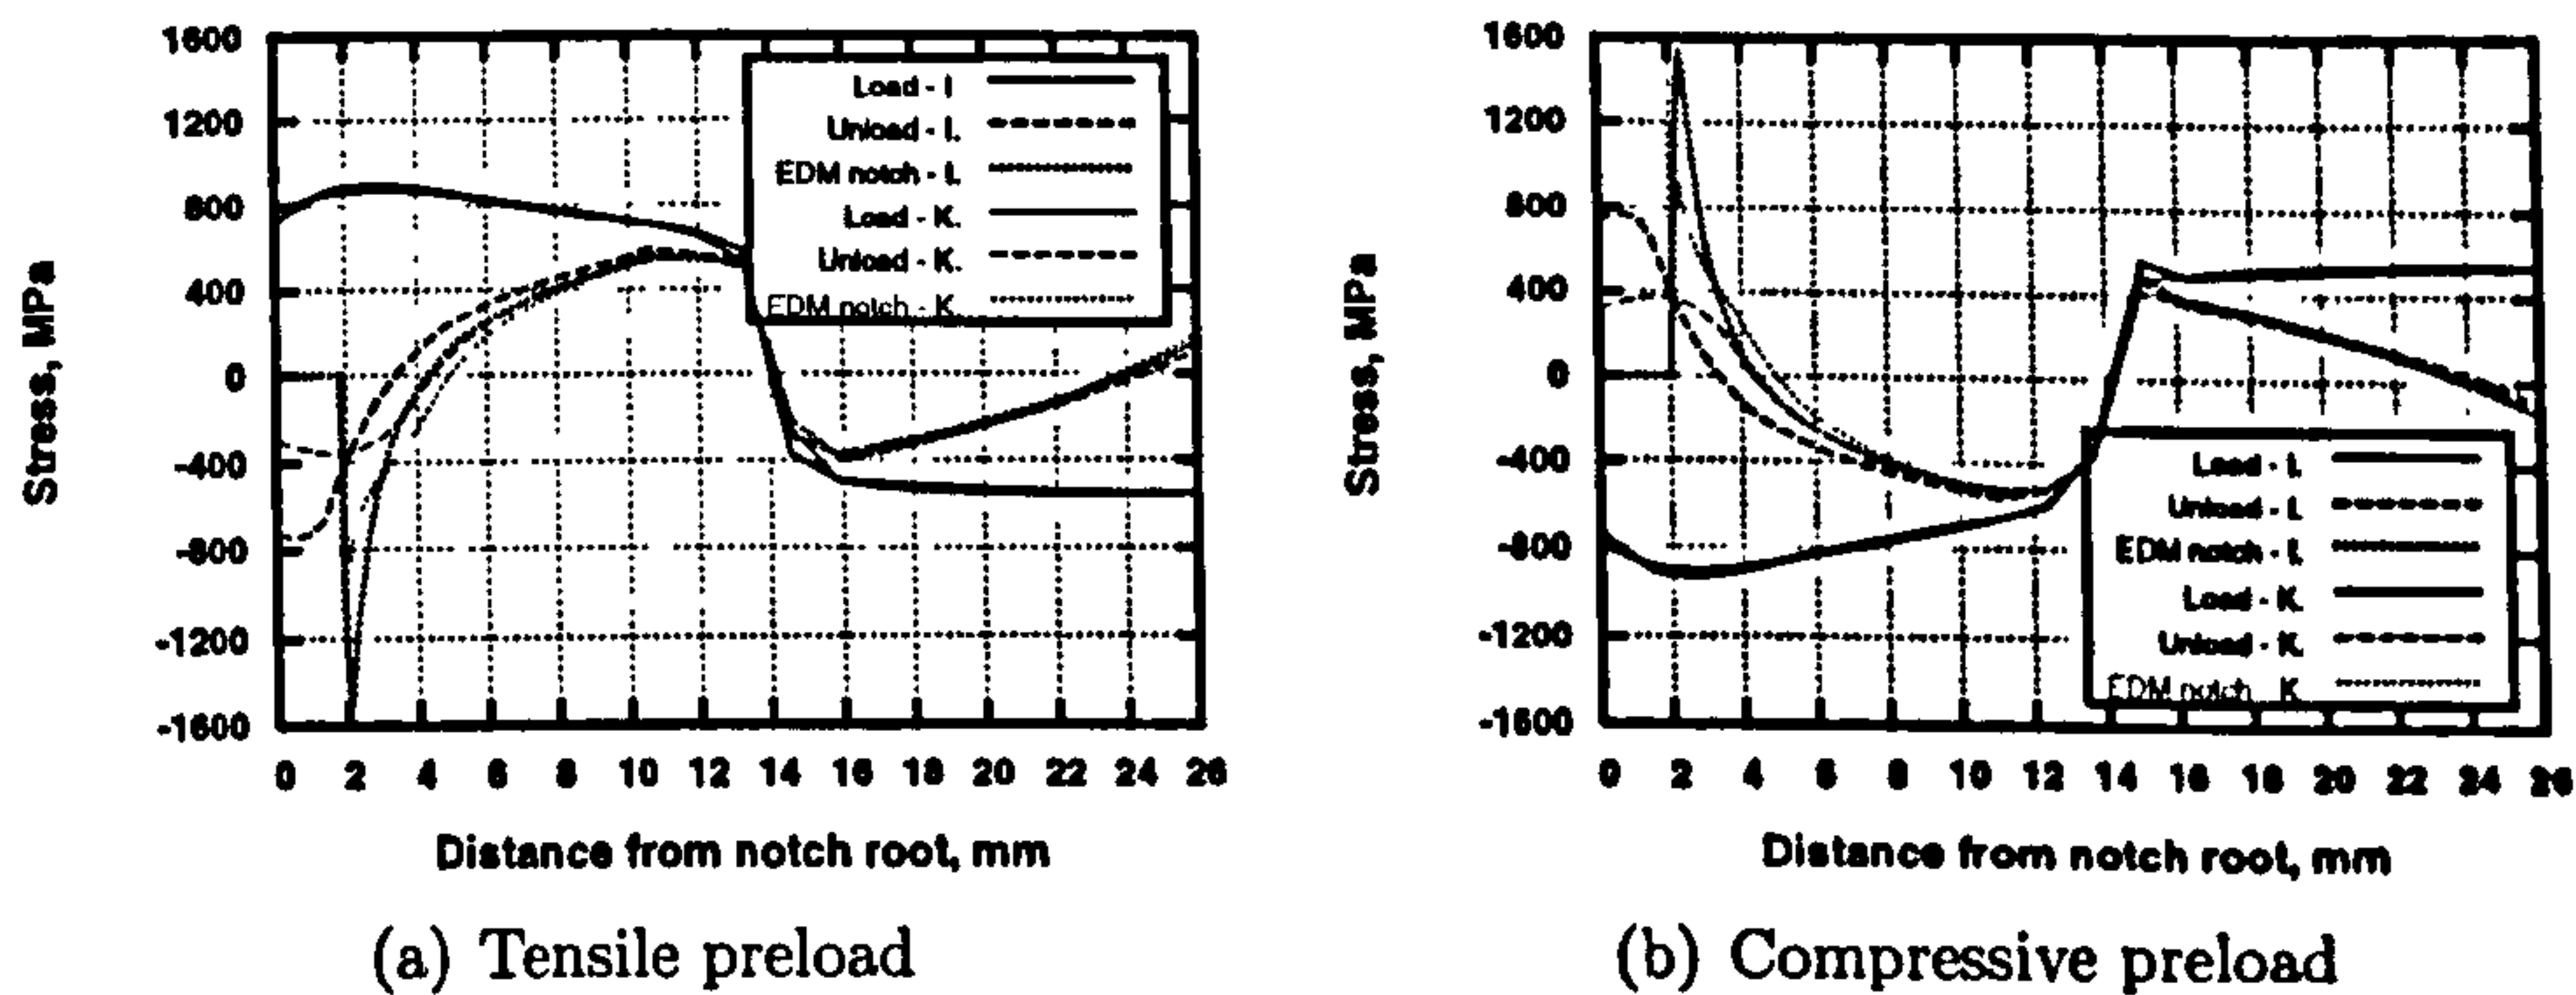 Stress, MPa
1600
1200
800
400
0
-400
-800
-1200
-1600
Load - I
Unload - I.
EDM notch - I.
Load - K.
Unload - K.
EDM notch - K.
0 2 4 6 8 10 12 14 16 18 20 22 24 26
Distance from notch root, mm
(a) Tensile preload
Stress, MPa
1600
1200
800
400
0
-400
-800
-1200
-1600
Load - I.
Unload - I.
EDM notch - I.
Load - K.
Unload - K.
EDM notch K.
0 2 4 6 8 10 12 14 16 18 20 22 24 26
Distance from notch root, mm
(b) Compressive preload